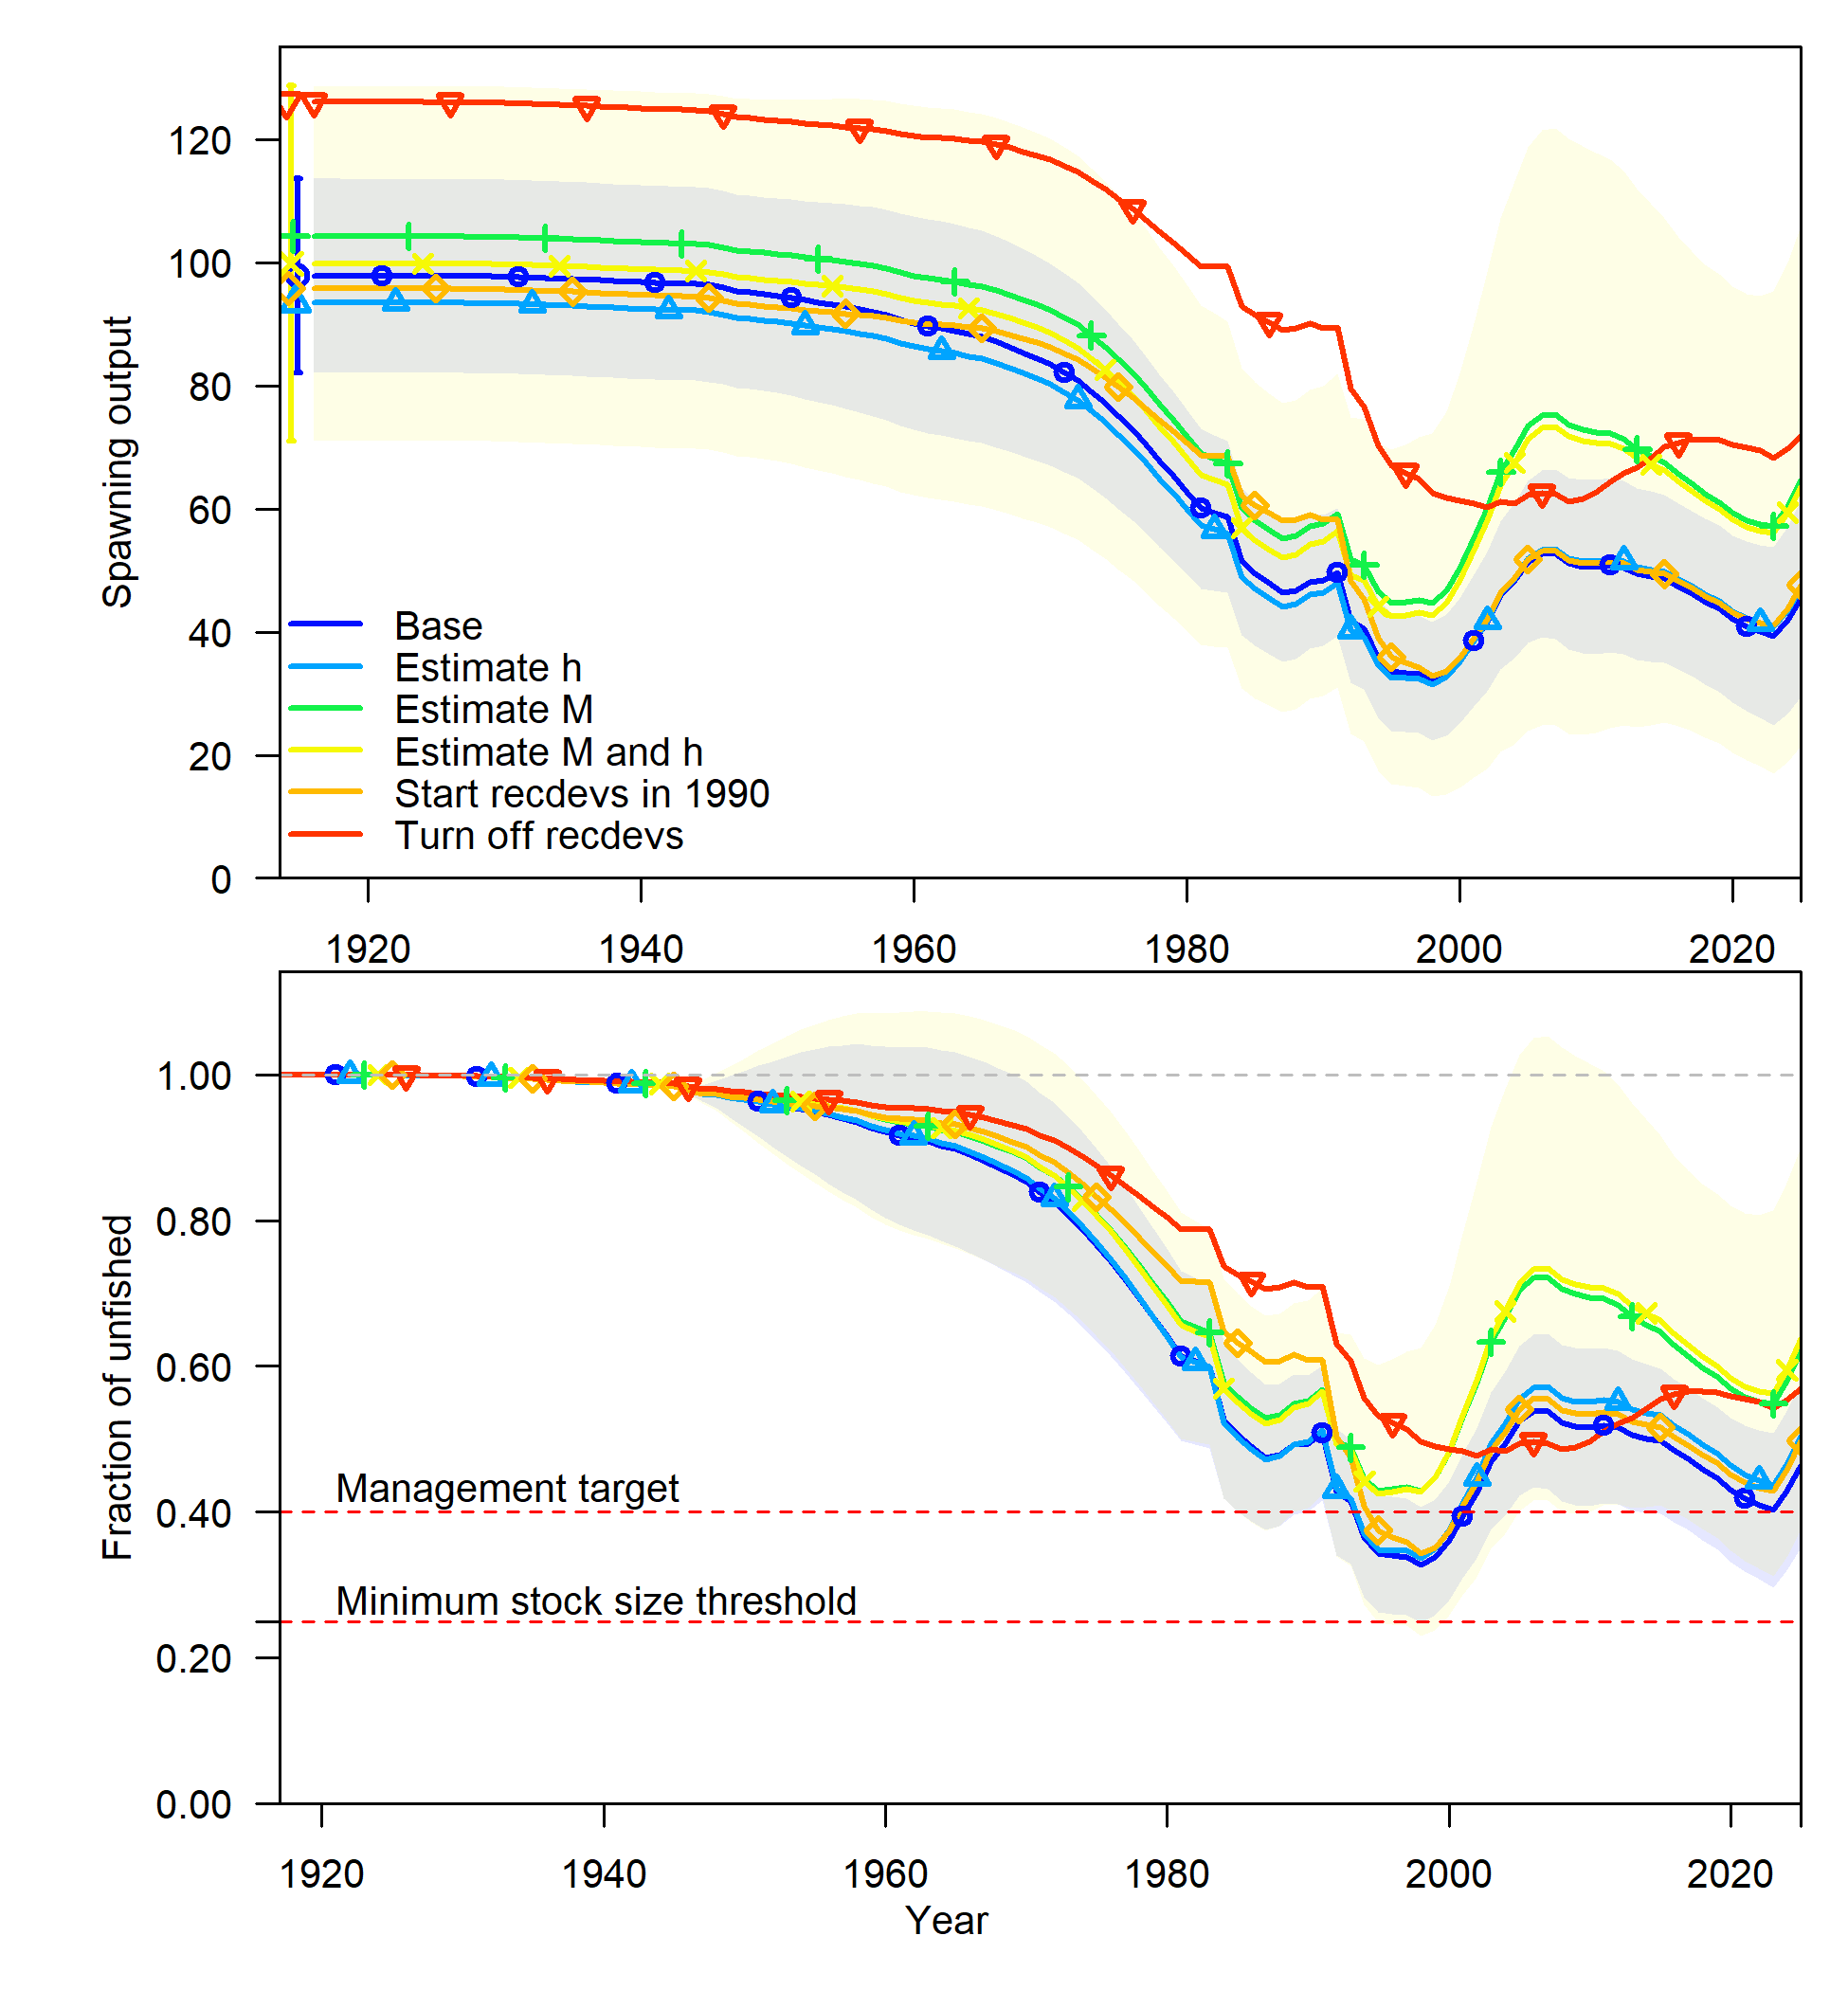 120
100
80
60
40
20
0
Spawning output
Base
Estimate h
Estimate M
Estimate M and h
Start recdevs in 1990
Turn off recdevs
1920 1940 1960 1980 2000 2020
1.00
0.80
0.60
0.40
0.20
0.00
Fraction of unfished
Management target
Minimum stock size threshold
1920 1940 1960 1980 2000 2020
Year